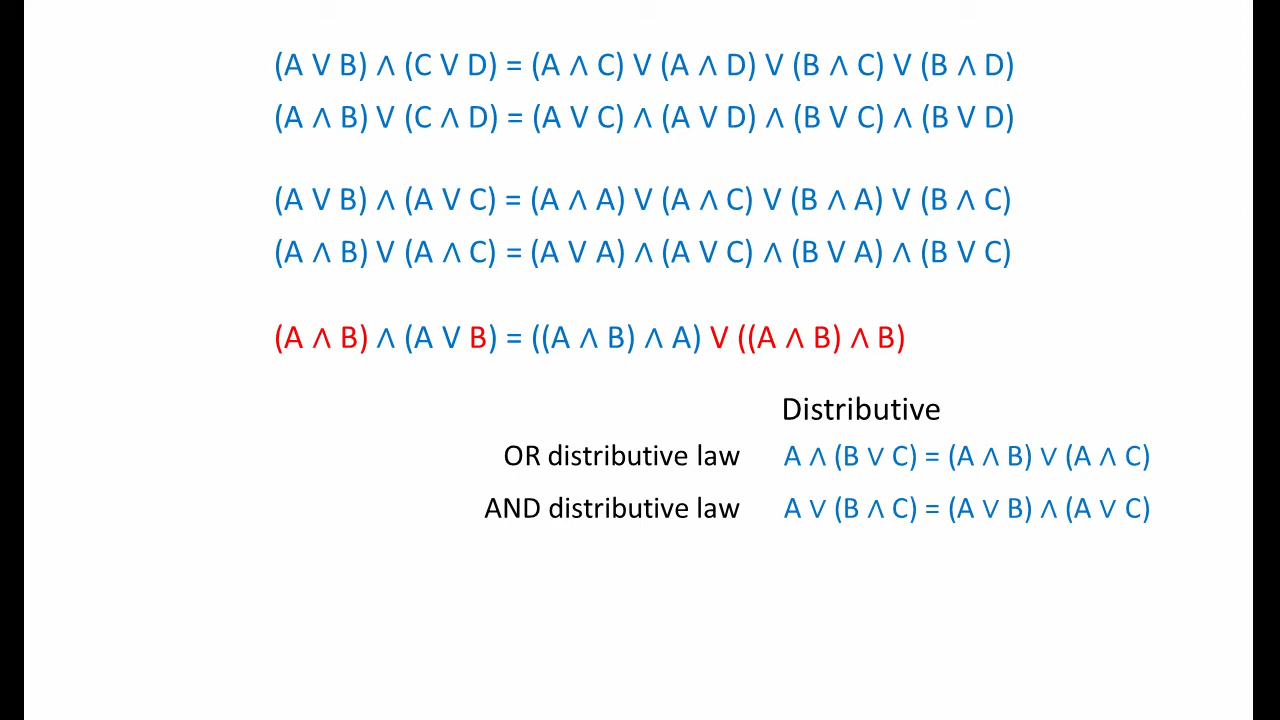 (A V B) ∧ (C V D) = (A ∧ C) V (A ∧ D) V (B ∧ C) V (B ∧ D)
(A ∧ B) V (C ∧ D) = (A V C) ∧ (A V D) ∧ (B V C) ∧ (B V D)
(A V B) ∧ (A V C) = (A ∧ A) V (A ∧ C) V (B ∧ A) V (B ∧ C)
(A ∧ B) V (A ∧ C) = (A V A) ∧ (A V C) ∧ (B V A) ∧ (B V C)
(A ∧ B) ∧ (A V B) = ((A ∧ B) ∧ A) V ((A ∧ B) ∧ B)
Distributive
OR distributive law A ∧ (B ∨ C) = (A ∧ B) ∨ (A ∧ C)
AND distributive law A ∨ (B ∧ C) = (A ∨ B) ∧ (A ∨ C)